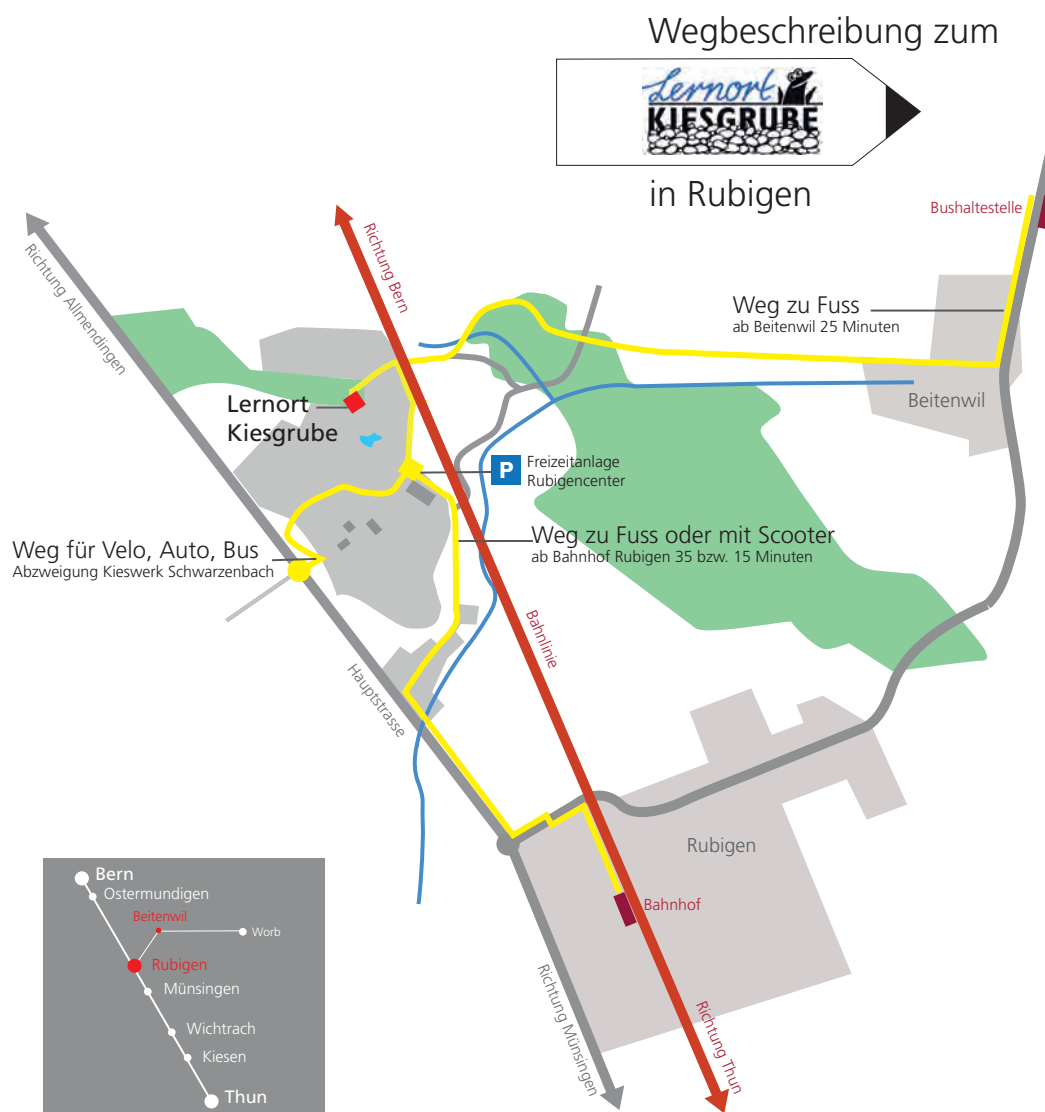 Wegbeschreibung zum
Lernort
KIESGRUBE
in Rubigen
Bushaltestelle
Richtung Allmendingen
Richtung Bern
Weg zu Fuss
ab Beitenwil 25 Minuten
Beitenwil
Lernort
Kiesgrube
P
Freizeitanlage
Rubigencenter
Weg für Velo, Auto, Bus
Abzweigung Kieswerk Schwarzenbach
Weg zu Fuss oder mit Scooter
ab Bahnhof Rubigen 35 bzw. 15 Minuten
Bahnlinie
Hauptstrasse
Rubigen
Bahnhof
Richtung Münsingen
Richtung Thun
Bern
Ostermundigen
Beitenwil
Worb
Rubigen
Münsingen
Wichtrach
Kiesen
Thun